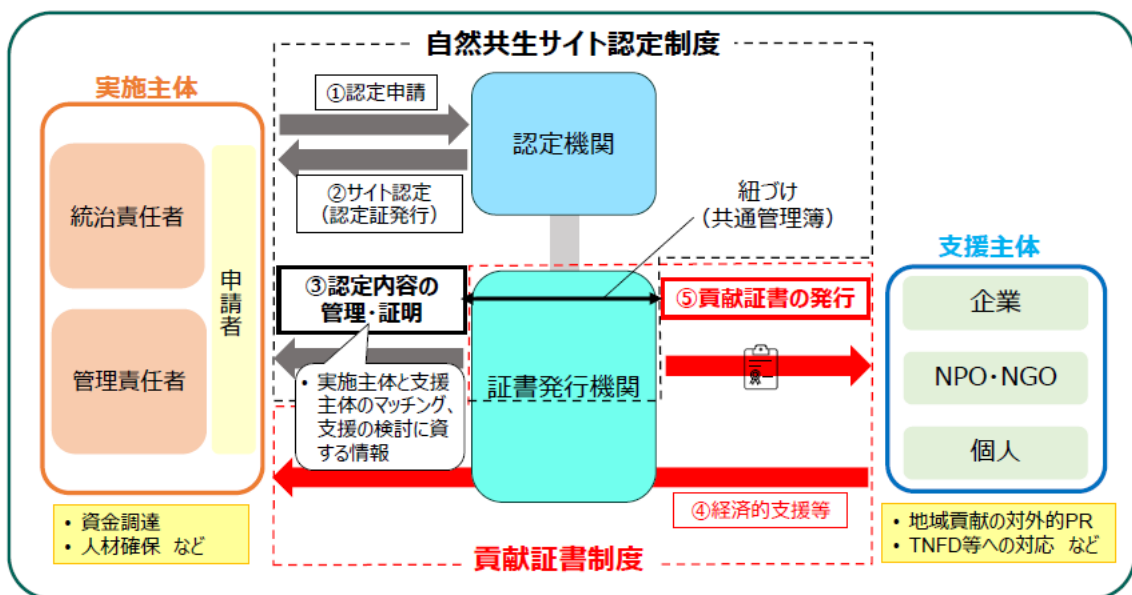 自然共生サイト認定制度
実施主体
統治責任者
管理責任者
申請者
①認定申請
②サイト認定
（認定証発行）
認定機関
紐づけ
（共通管理簿）
③認定内容の
管理・証明
・実施主体と支援
主体のマッチング、
支援の検討に資
する情報
証書発行機関
⑤貢献証書の発行
④経済的支援等
貢献証書制度
支援主体
企業
NPO・NGO
個人
・資金調達
・人材確保 など
・地域貢献の対外的PR
・TNFD等への対応 など